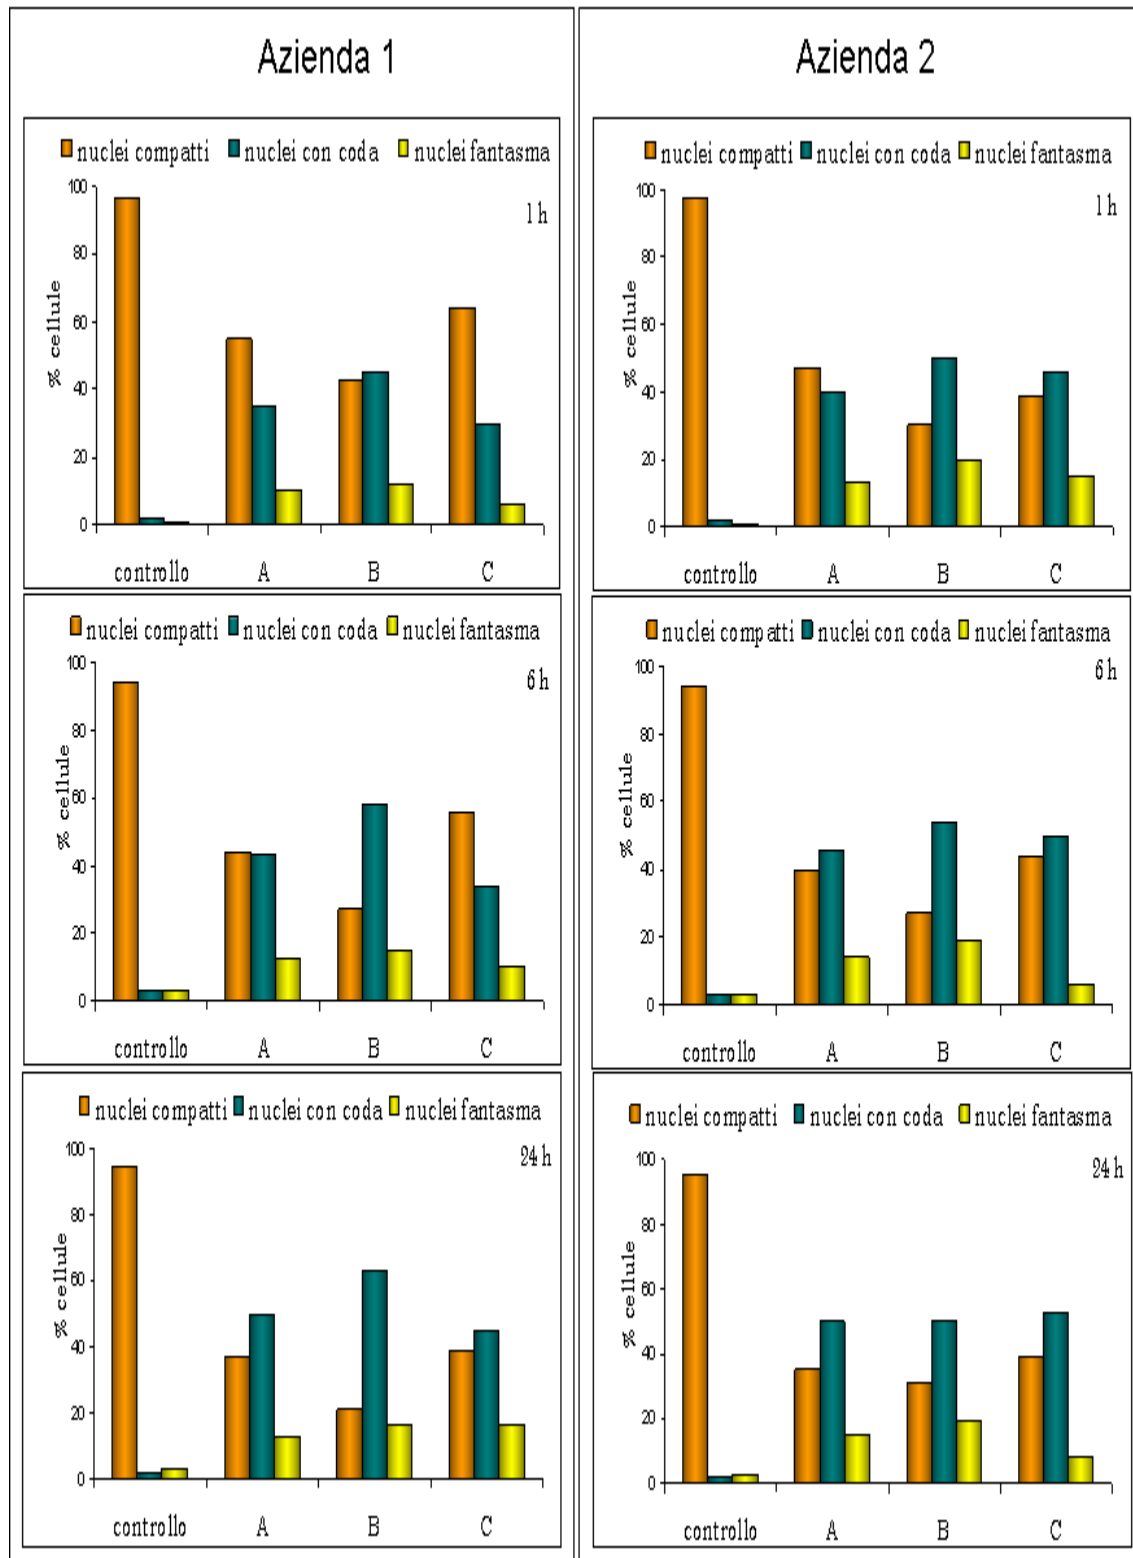 Azienda 1
nuclei compatti nuclei con coda nuclei fantasma
1 h
% cellule
100
80
60
40
20
0
controllo A B C
nuclei compatti nuclei con coda nuclei fantasma
6 h
% cellule
100
80
60
40
20
0
controllo A B C
nuclei compatti nuclei con coda nuclei fantasma
24 h
% cellule
100
80
60
40
20
0
controllo A B C
Azienda 2
nuclei compatti nuclei con coda nuclei fantasma
1 h
% cellule
100
80
60
40
20
0
controllo A B C
nuclei compatti nuclei con coda nuclei fantasma
6 h
% cellule
100
80
60
40
20
0
controllo A B C
nuclei compatti nuclei con coda nuclei fantasma
24 h
% cellule
100
80
60
40
20
0
controllo A B C